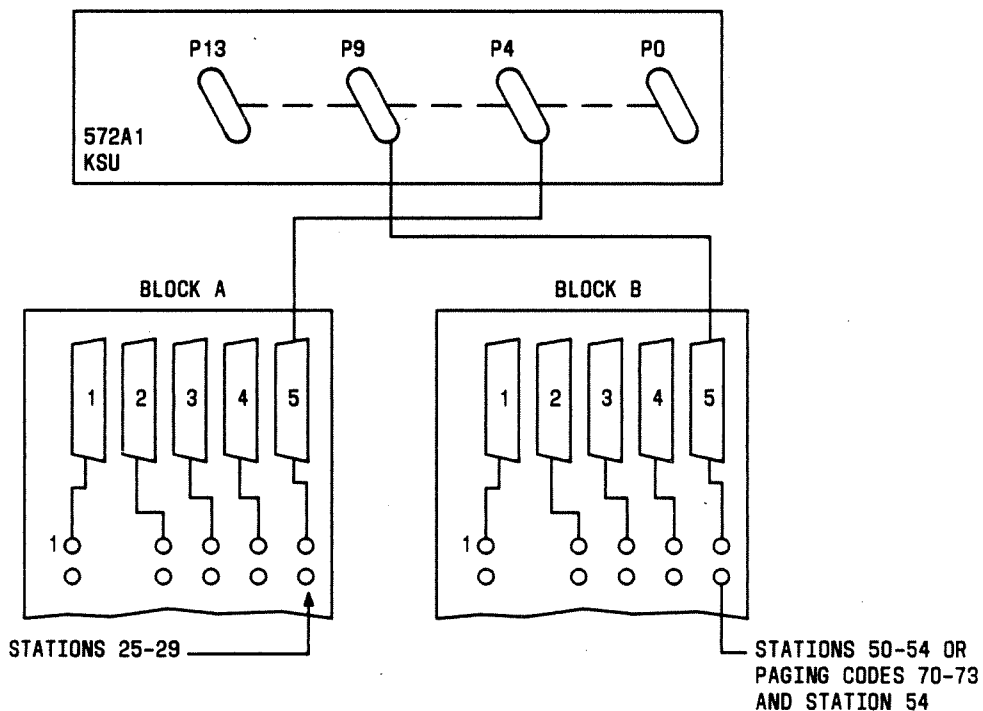 P13 P9 P4 P0
572A1
KSU
BLOCK A BLOCK B
1 2 3 4 5 1 2 3 4 5
1 1
STATIONS 25-29
STATIONS 50-54 OR
PAGING CODES 70-73
AND STATION 54